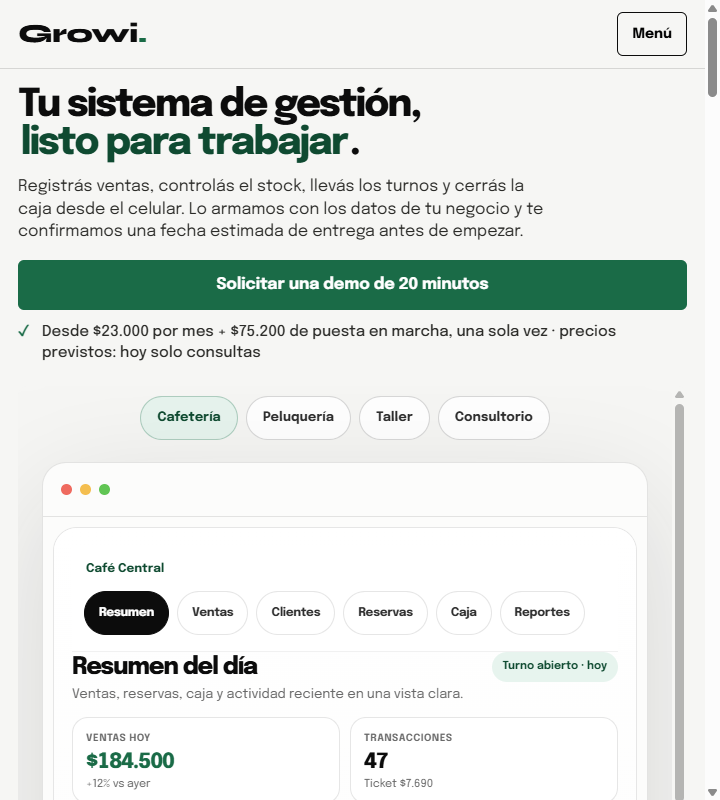 Growi.
Menú
Tu sistema de gestión,
listo para trabajar.
Registrás ventas, controlás el stock, llevás los turnos y cerrás la
caja desde el celular. Lo armamos con los datos de tu negocio y te
confirmamos una fecha estimada de entrega antes de empezar.
Solicitar una demo de 20 minutos
✓ Desde $23.000 por mes + $75.200 de puesta en marcha, una sola vez · precios
previstos: hoy solo consultas
Cafetería Peluquería Taller Consultorio
Café Central
Resumen Ventas Clientes Reservas Caja Reportes
Resumen del día
Turno abierto · hoy
Ventas, reservas, caja y actividad reciente en una vista clara.
VENTAS HOY
$184.500
+12% vs ayer
TRANSACCIONES
47
Ticket $7.690